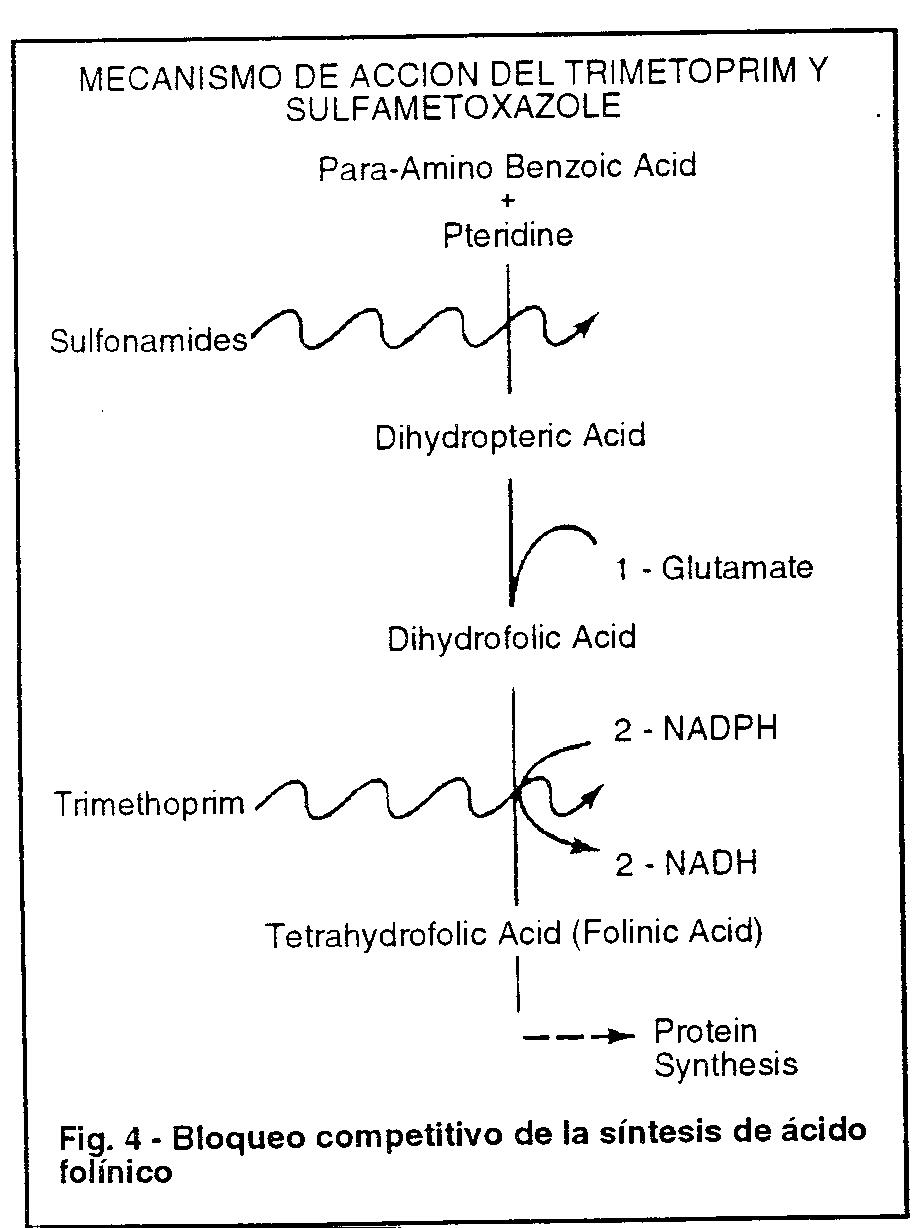 MECANISMO DE ACCION DEL TRIMETOPRIM Y
SULFAMETOXAZOLE
Para-Amino Benzoic Acid
+
Pteridine
Sulfonamides
Dihydropteric Acid
1 - Glutamate
Dihydrofolic Acid
2 - NADPH
Trimethoprim
2 - NADH
Tetrahydrofolic Acid (Folinic Acid)
Protein
Synthesis
Fig. 4 - Bloqueo competitivo de la síntesis de ácido
folínico